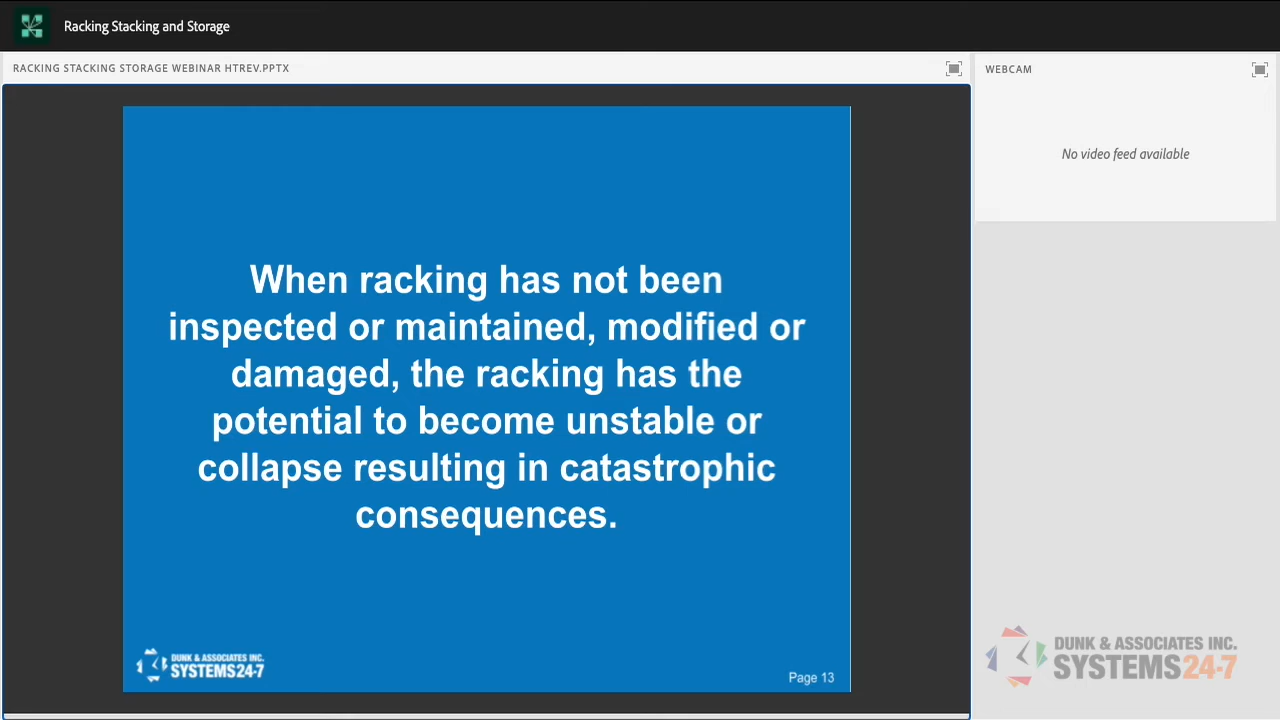 Racking Stacking and Storage
RACKING STACKING STORAGE WEBINAR HTREV.PPTX
WEBCAM
No video feed available
When racking has not been
inspected or maintained, modified or
damaged, the racking has the
potential to become unstable or
collapse resulting in catastrophic
consequences.
DUNK & ASSOCIATES INC.
SYSTEMS24-7
Page 13
DUNK & ASSOCIATES INC.
SYSTEMS24-7